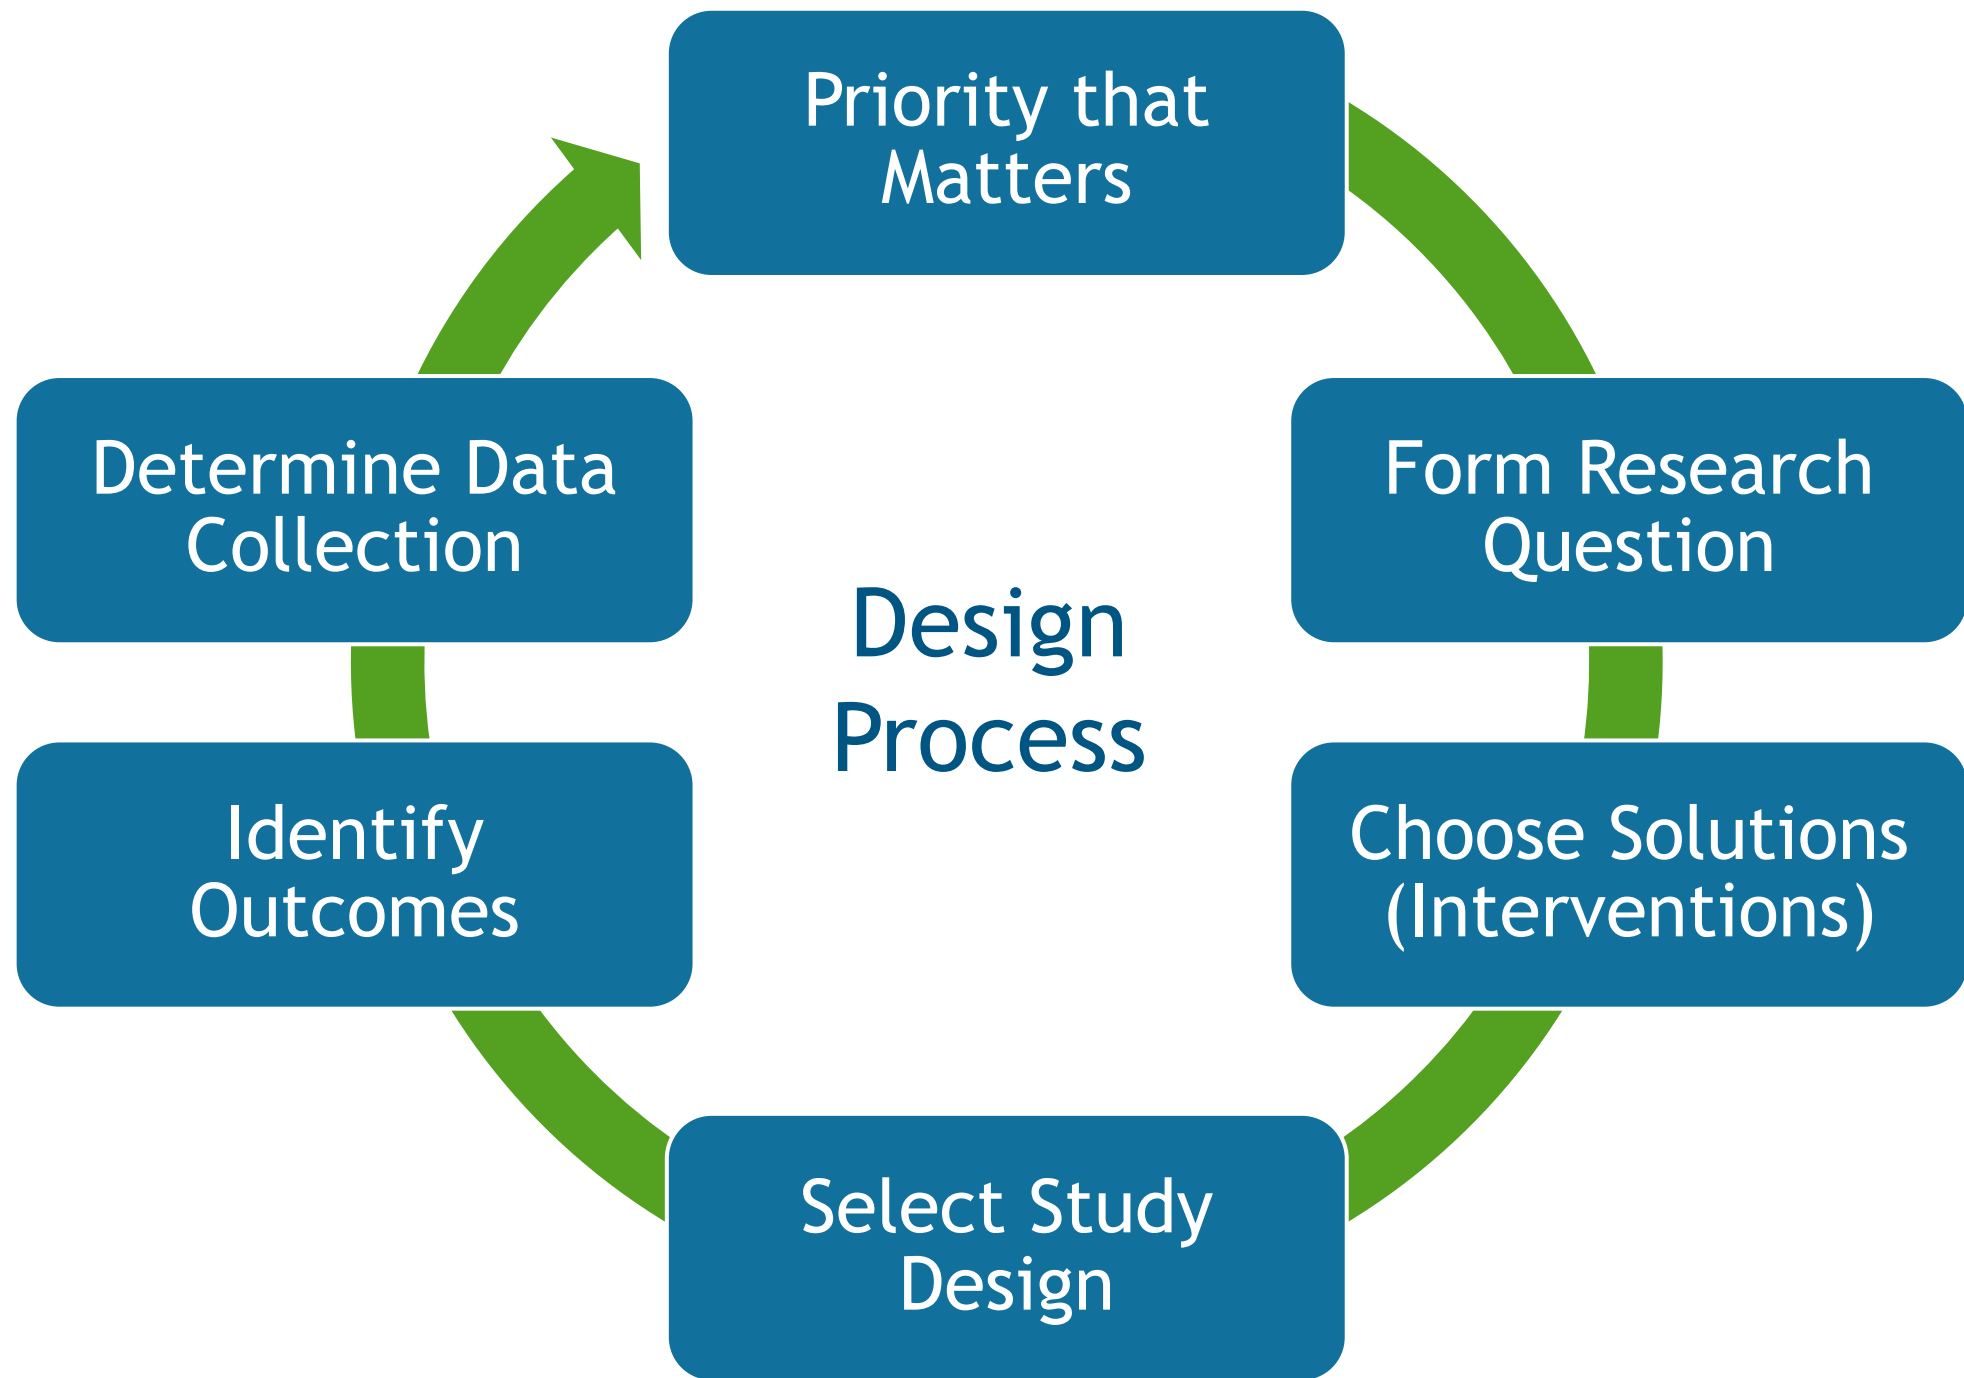 Priority that
Matters
Form Research
Question
Choose Solutions
(Interventions)
Select Study
Design
Identify
Outcomes
Determine Data
Collection
Design
Process